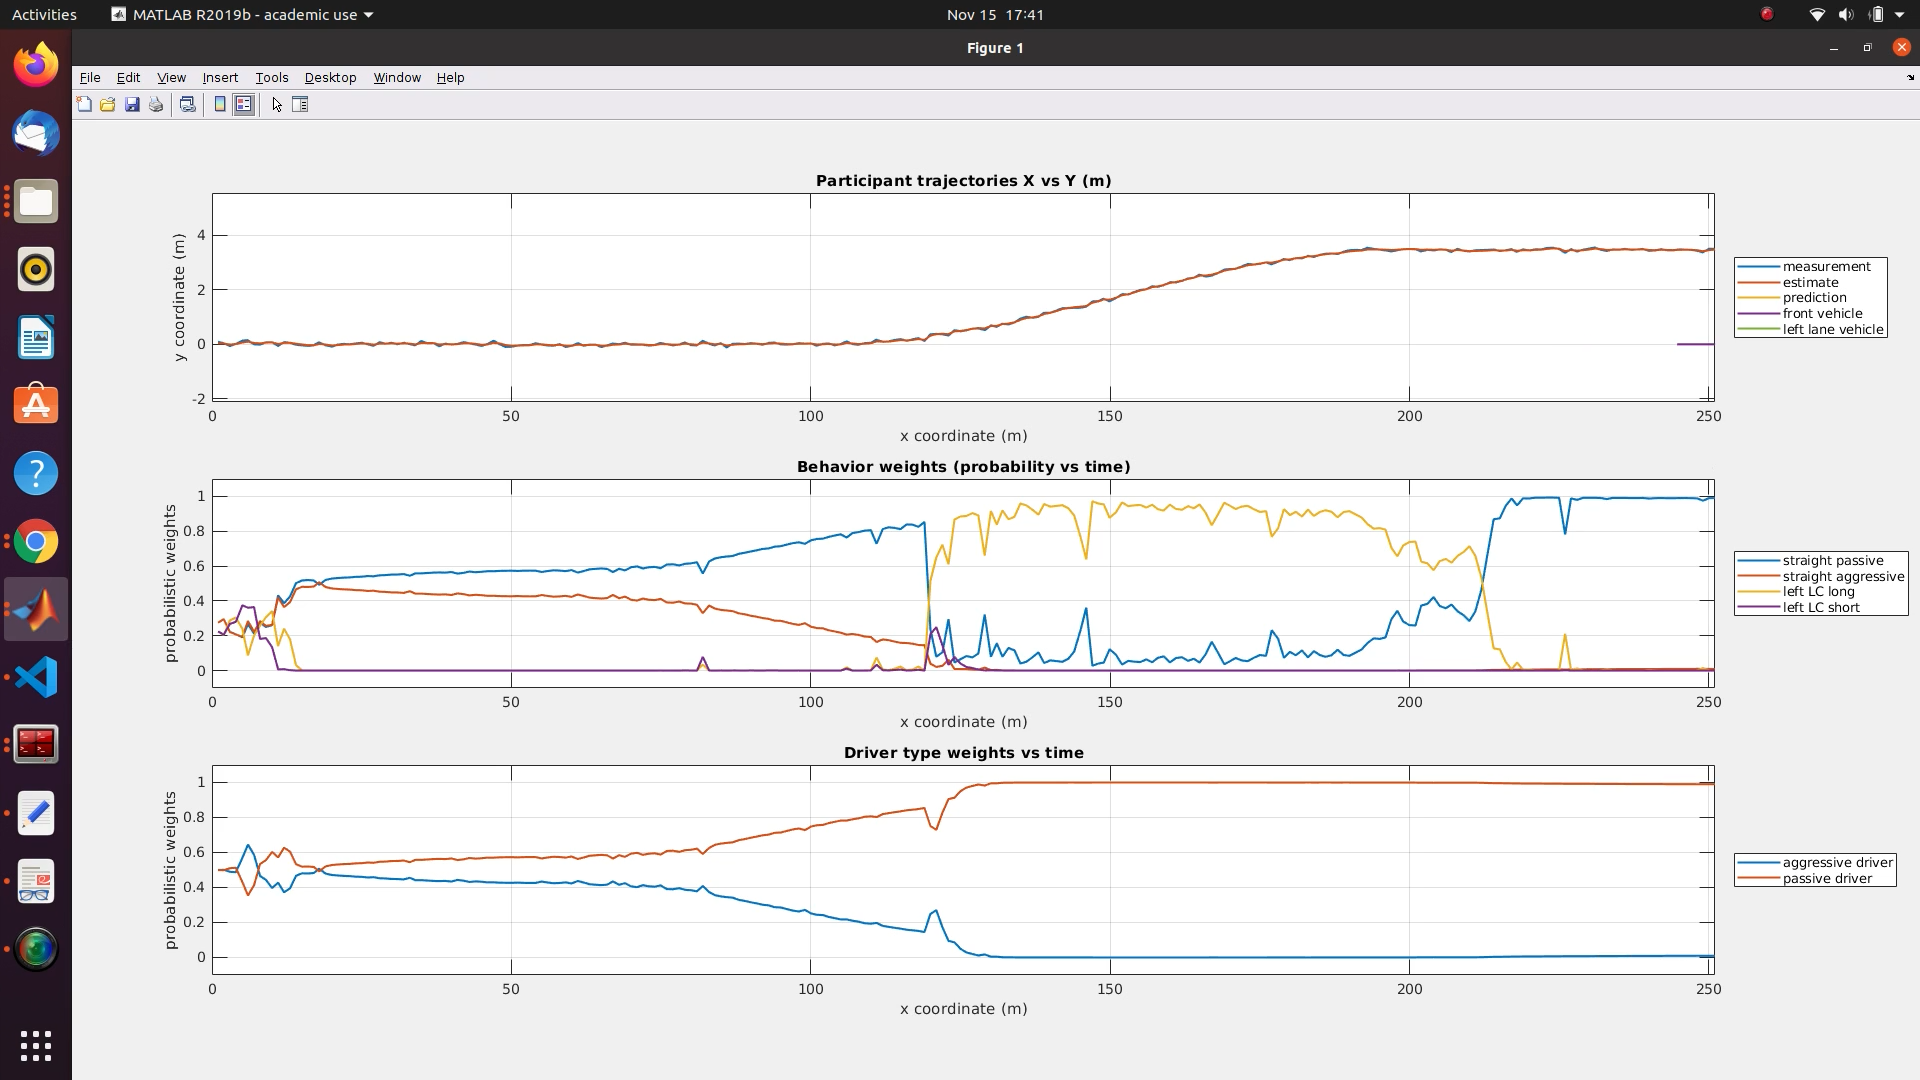 Activities MATLAB R2019b - academic use Nov 15 17:41
Figure 1
File Edit View Insert Tools Desktop Window Help
Participant trajectories X vs Y (m)
y coordinate (m)
4
2
0
-2
0 50 100 150 200 250
x coordinate (m)
measurement
estimate
prediction
front vehicle
left lane vehicle
Behavior weights (probability vs time)
probabilistic weights
1
0.8
0.6
0.4
0.2
0
0 50 100 150 200 250
x coordinate (m)
straight passive
straight aggressive
left LC long
left LC short
Driver type weights vs time
probabilistic weights
1
0.8
0.6
0.4
0.2
0
0 50 100 150 200 250
x coordinate (m)
aggressive driver
passive driver